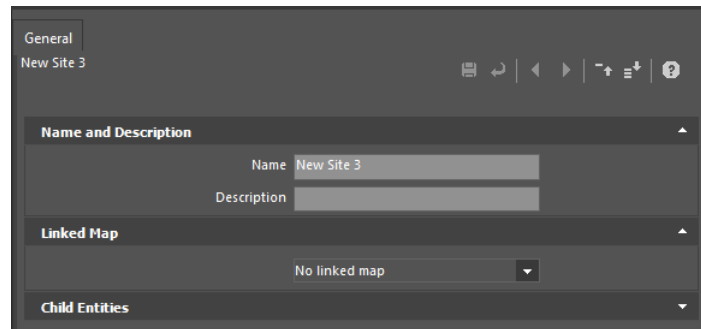 General
New Site 3
Name and Description
Name New Site 3
Description
Linked Map
No linked map
Child Entities